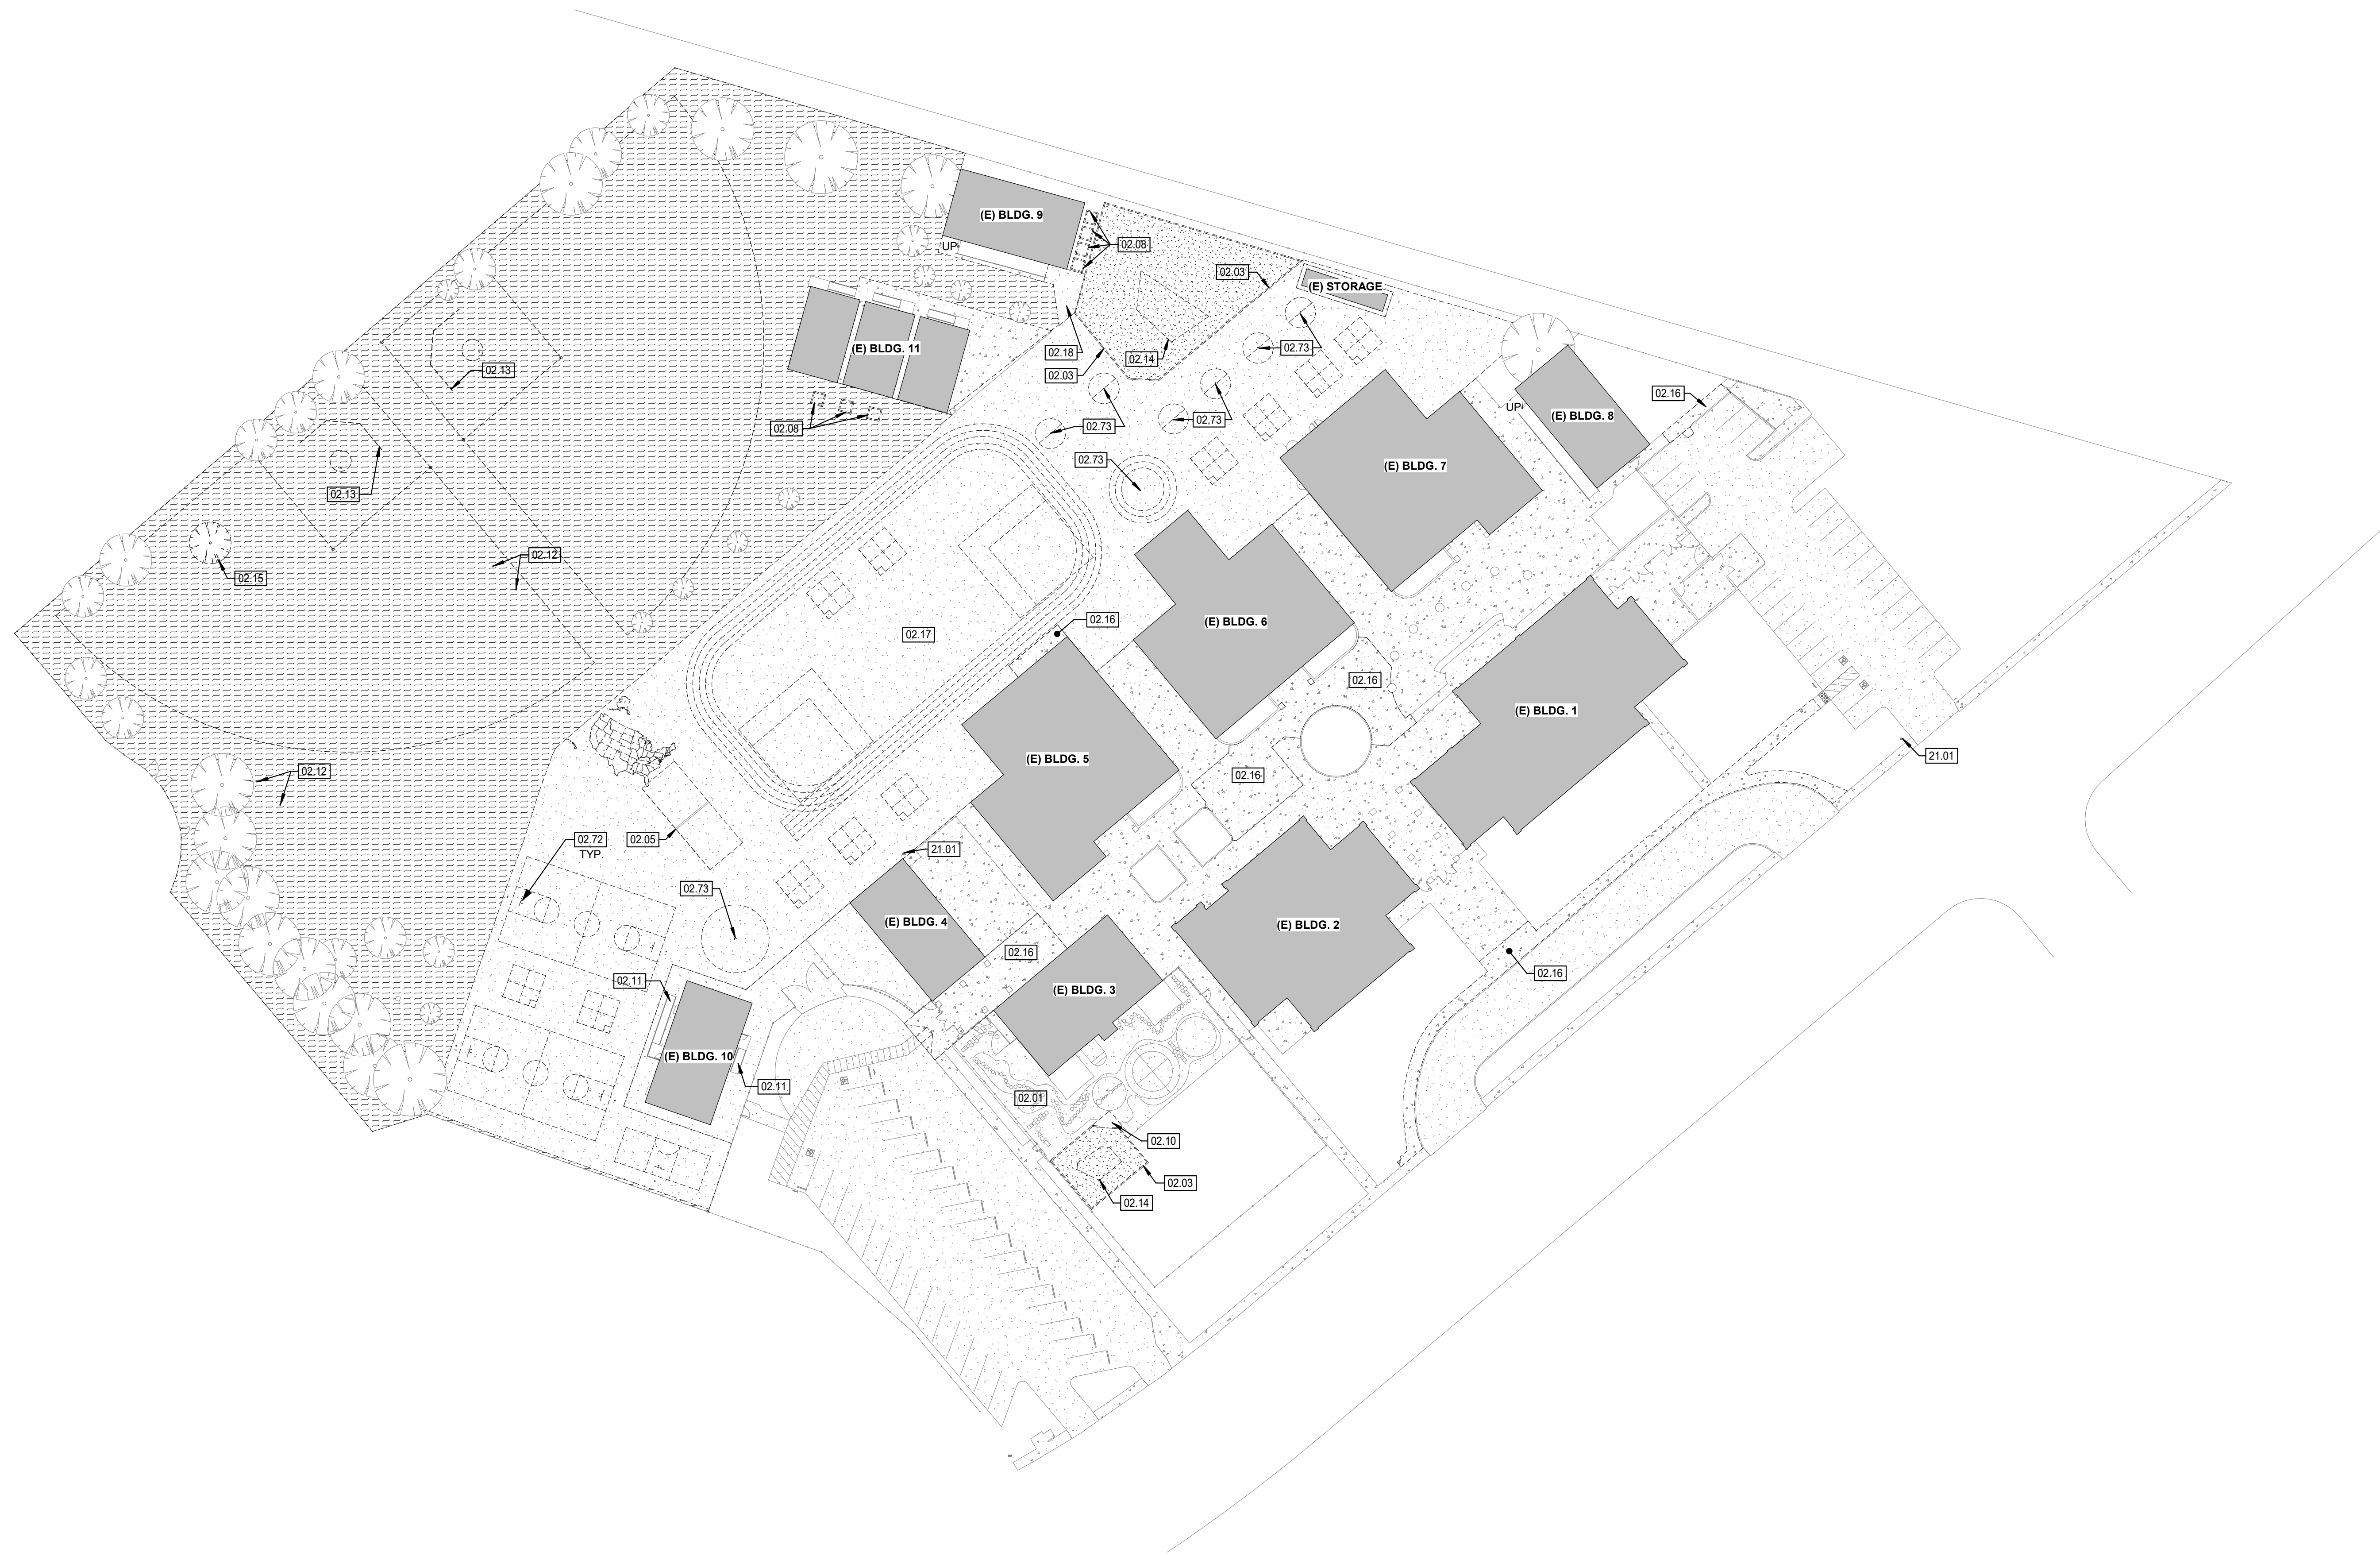 (E) BLDG. 9
02.08
UP
02.03
(E) STORAGE
(E) BLDG. 11
02.18
02.14
02.73
02.03
02.13
02.16
UP
(E) BLDG. 8
02.08
02.73
02.73
02.73
(E) BLDG. 7
02.13
02.12
02.15
02.16
(E) BLDG. 6
02.17
02.16
(E) BLDG. 1
21.01
(E) BLDG. 5
02.16
02.12
02.72
TYP.
02.05
21.01
02.73
(E) BLDG. 4
(E) BLDG. 2
02.16
02.16
02.11
(E) BLDG. 3
(E) BLDG. 10
02.11
02.01
02.10
02.03
02.14